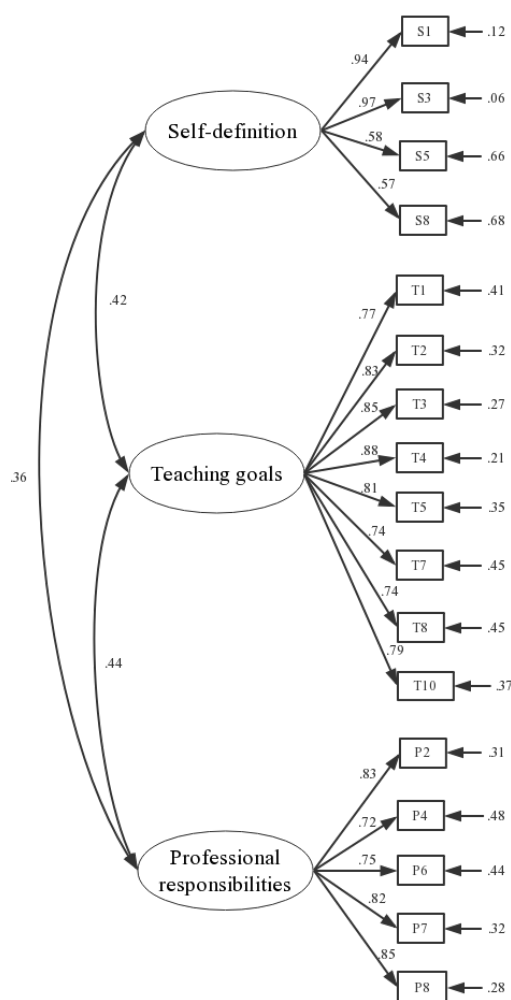 S1
.12
.94
.97
S3
.06
Self-definition
.58
S5
.66
.57
S8
.68
.42
T1
.41
.77
T2
.32
.83
.85
T3
.27
.88
T4
.21
Teaching goals
.36
.81
T5
.35
.74
T7
.45
.74
T8
.45
.79
T10
.37
.44
P2
.31
.83
.72
P4
.48
Professional
responsibilities
.75
P6
.44
.82
P7
.32
.85
P8
.28